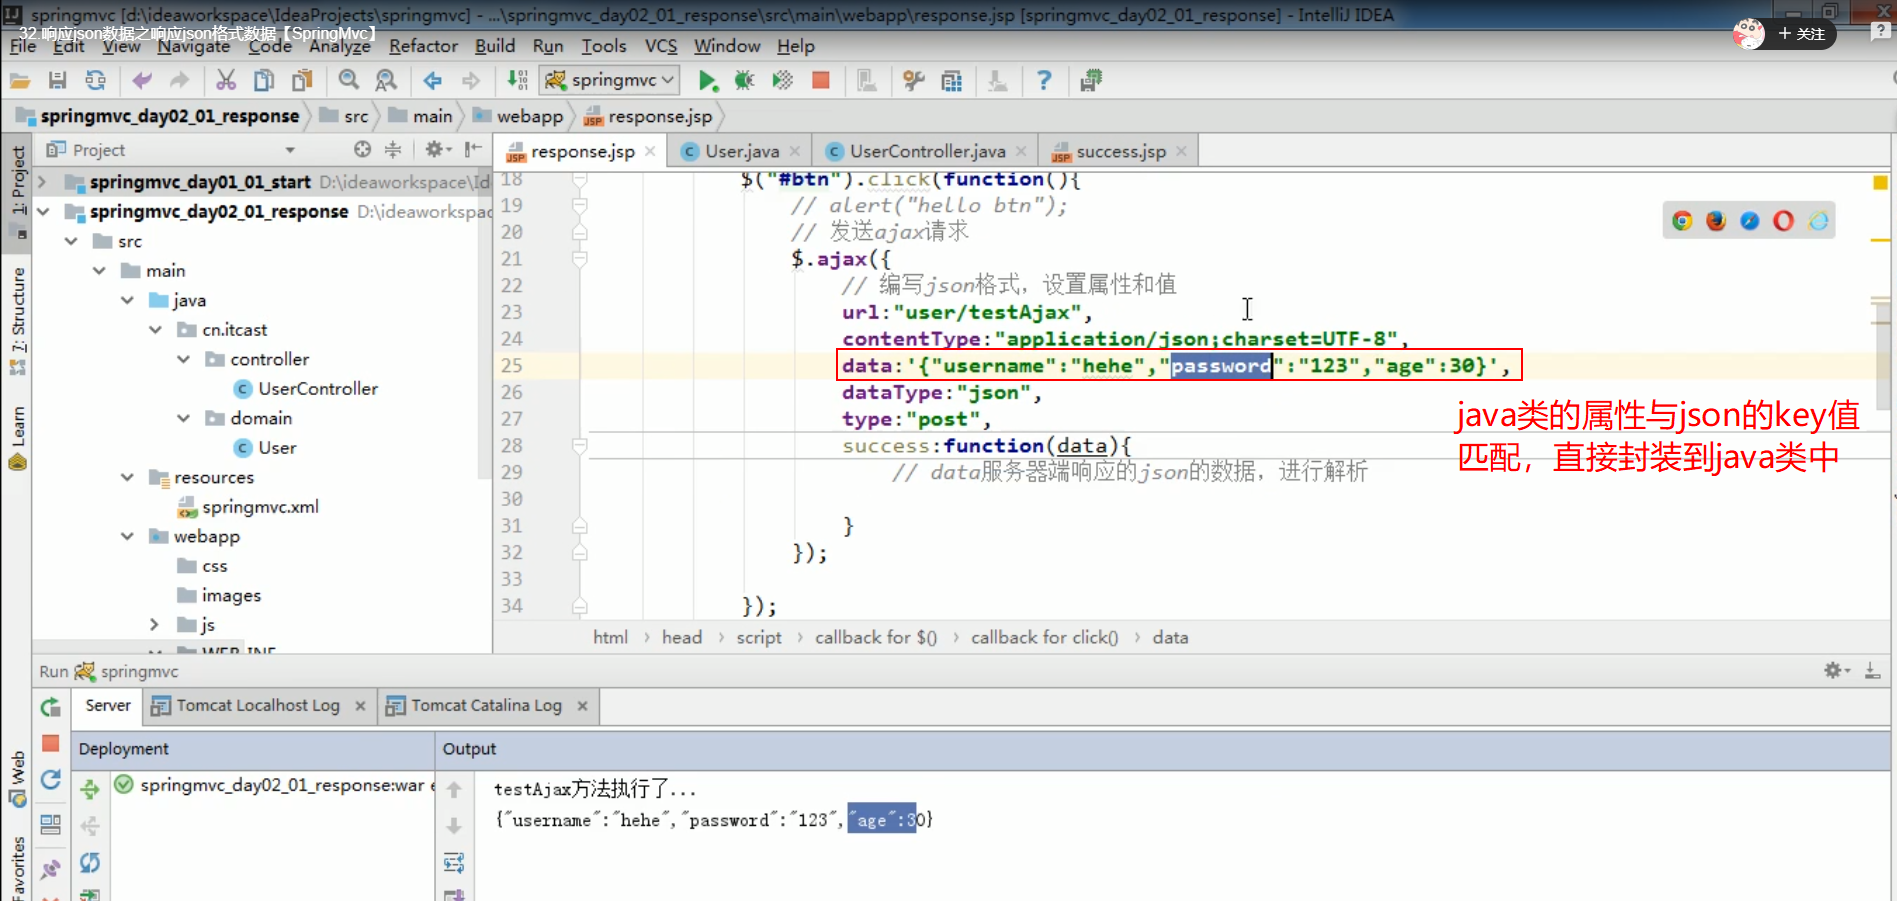 springmvc [d:\ideaworkspace\IdeaProjects\springmvc] - ...\springmvc_day02_01_response\src\main\webapp\response.jsp [springmvc_day02_01_response] - IntelliJ IDEA
32.响应json数据之响应json格式数据【SpringMvc】
+ 关注
File Edit View Navigate Code Analyze Refactor Build Run Tools VCS Window Help
springmvc
springmvc_day02_01_response src main webapp response.jsp
Project
response.jsp User.java UserController.java success.jsp
1: Project
7: Structure
Learn
Web
Favorites
springmvc_day01_01_start D:\ideaworkspace\Id
springmvc_day02_01_response D:\ideaworkspac
src
main
java
cn.itcast
controller
UserController
domain
User
resources
springmvc.xml
webapp
css
images
js
WEB-INF
18 $("#btn").click(function(){
19 // alert("hello btn");
20 // 发送ajax请求
21 $.ajax({
22 // 编写json格式，设置属性和值
23 url:"user/testAjax",
24 contentType:"application/json;charset=UTF-8",
25 data:'{"username":"hehe","password":"123","age":30}',
26 dataType:"json",
27 type:"post",
28 success:function(data){
29 // data服务器端响应的json的数据，进行解析
30
31 }
32 });
33
34 });
java类的属性与json的key值
匹配，直接封装到java类中
html › head › script › callback for $() › callback for click() › data
Run springmvc
Server Tomcat Localhost Log Tomcat Catalina Log
Deployment Output
springmvc_day02_01_response:war e
testAjax方法执行了...
{"username":"hehe","password":"123","age":30}